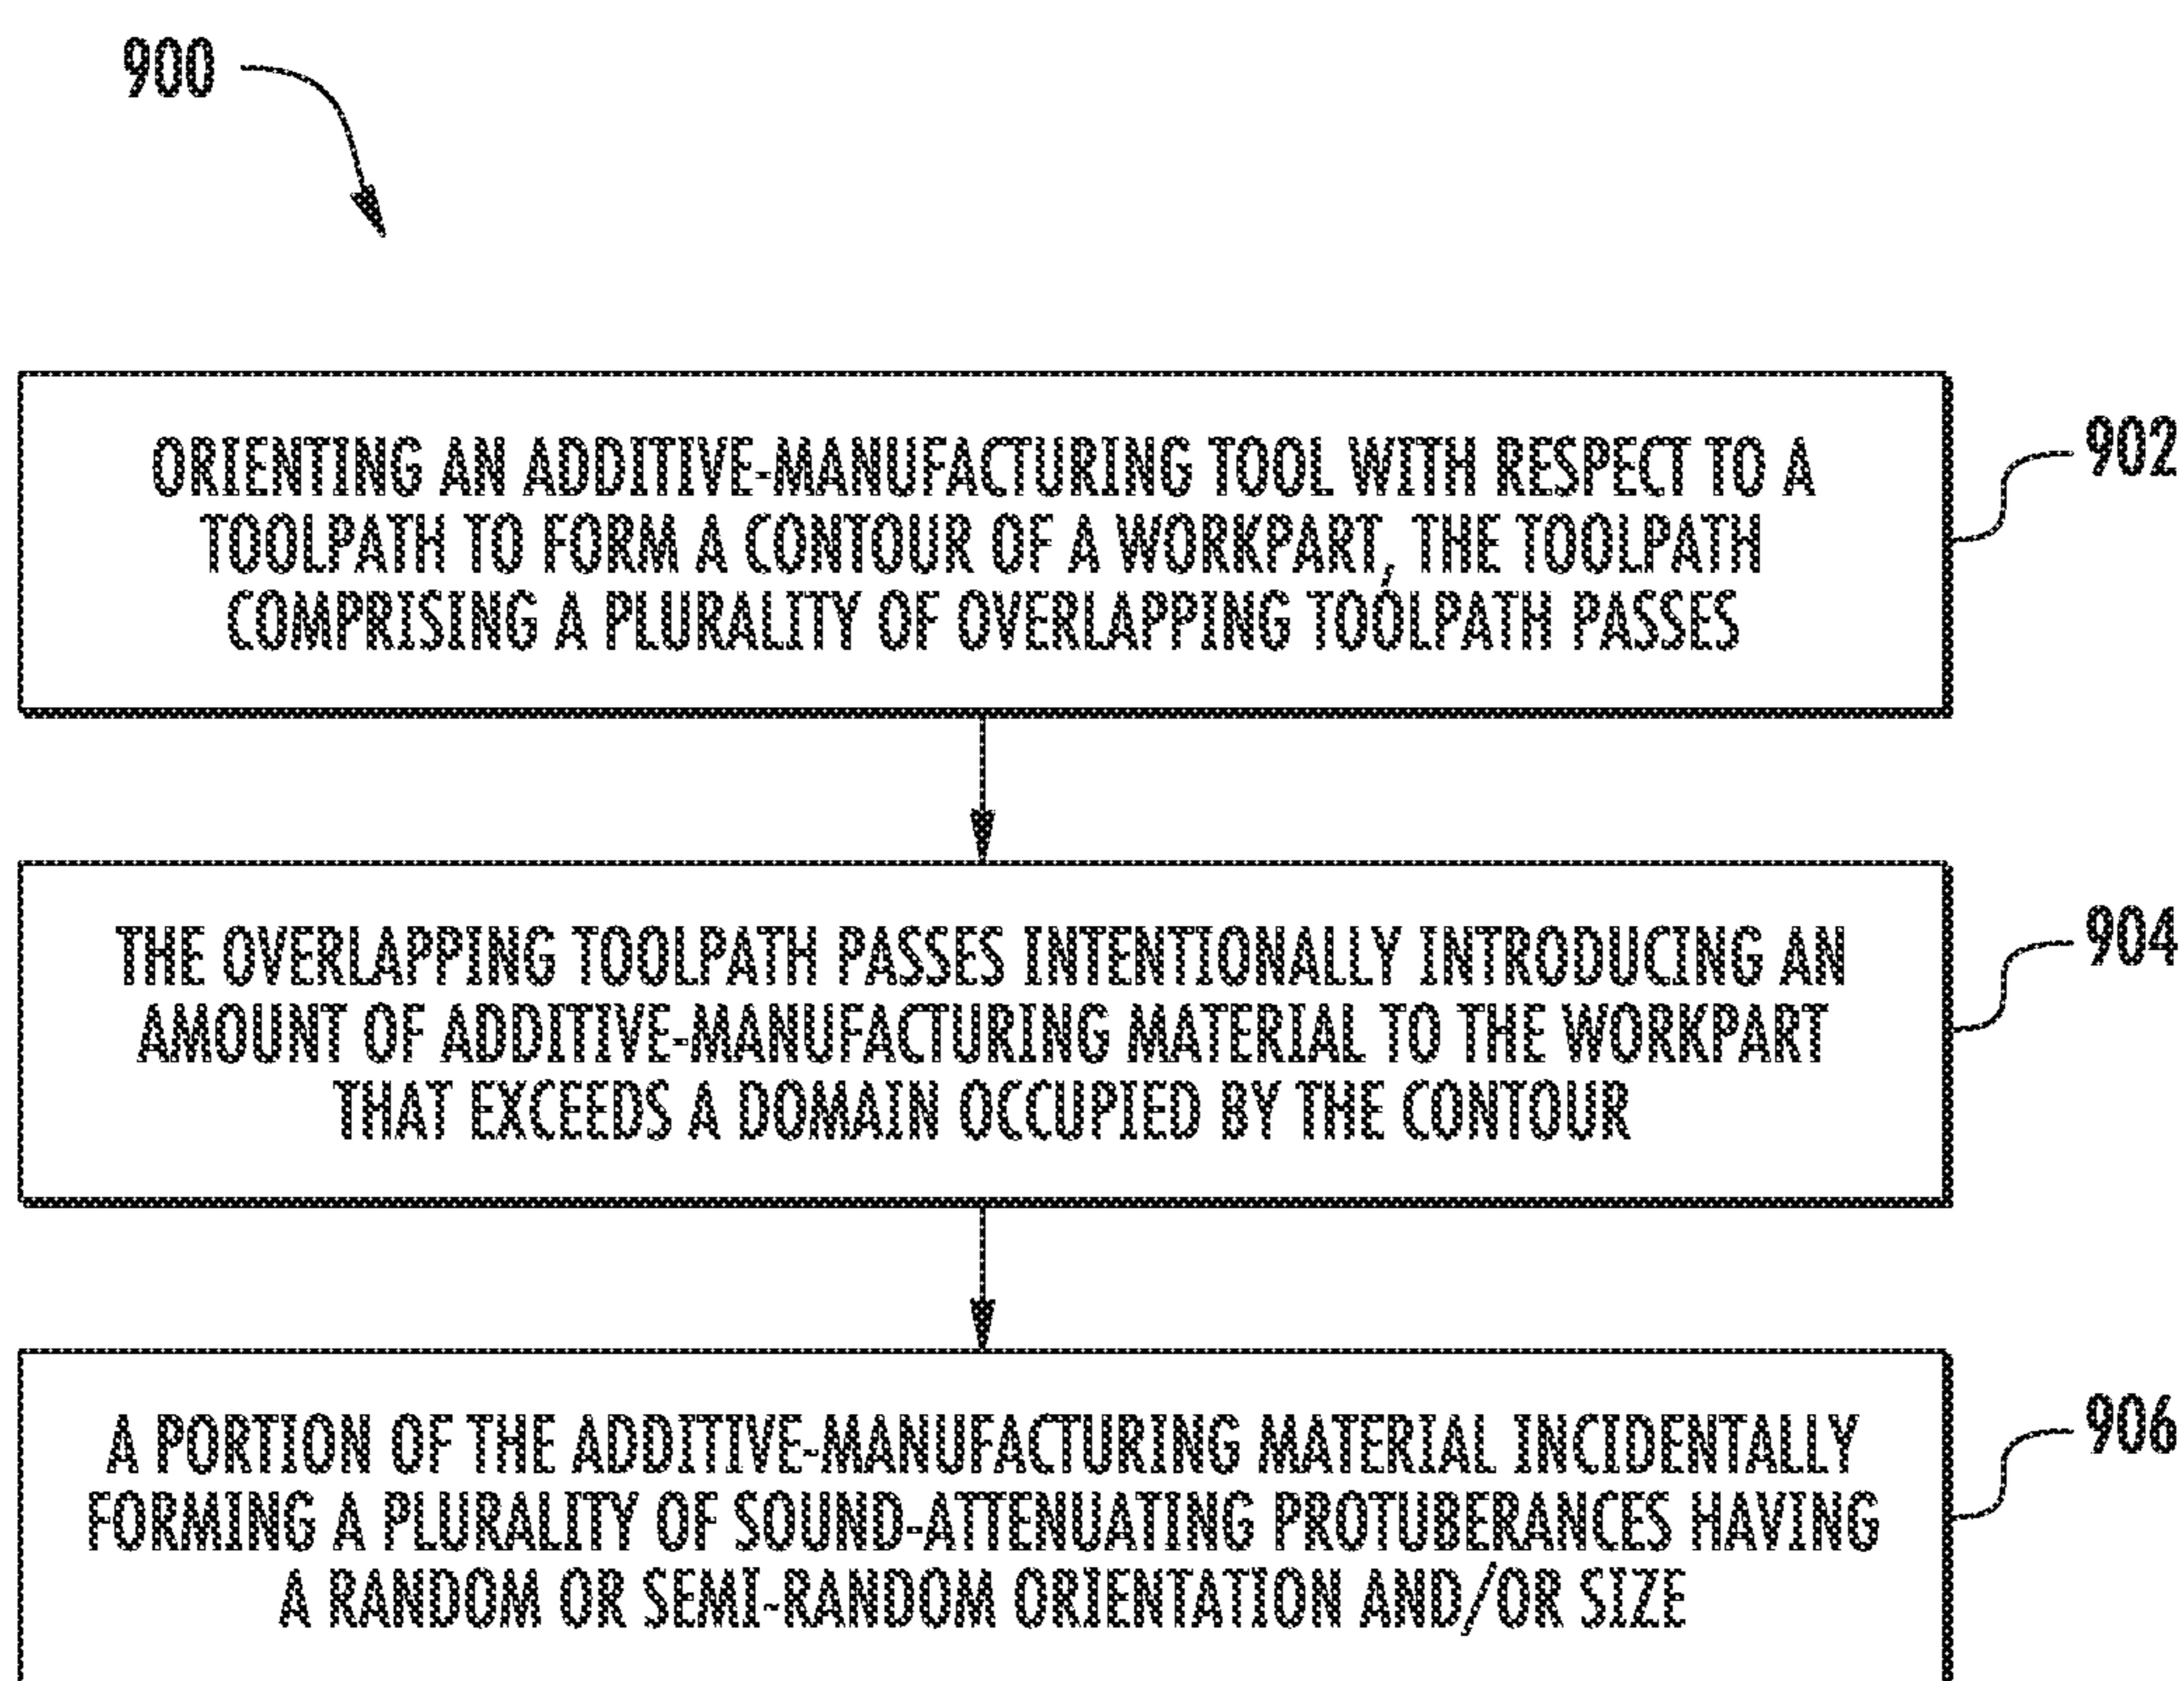 900
ORIENTING AN ADDITIVE-MANUFACTURING TOOL WITH RESPECT TO A
TOOLPATH TO FORM A CONTOUR OF A WORKPART, THE TOOLPATH
COMPRISING A PLURALITY OF OVERLAPPING TOOLPATH PASSES
902
THE OVERLAPPING TOOLPATH PASSES INTENTIONALLY INTRODUCING AN
AMOUNT OF ADDITIVE-MANUFACTURING MATERIAL TO THE WORKPART
THAT EXCEEDS A DOMAIN OCCUPIED BY THE CONTOUR
904
A PORTION OF THE ADDITIVE-MANUFACTURING MATERIAL INCIDENTALLY
FORMING A PLURALITY OF SOUND-ATTENUATING PROTUBERANCES HAVING
A RANDOM OR SEMI-RANDOM ORIENTATION AND/OR SIZE
906